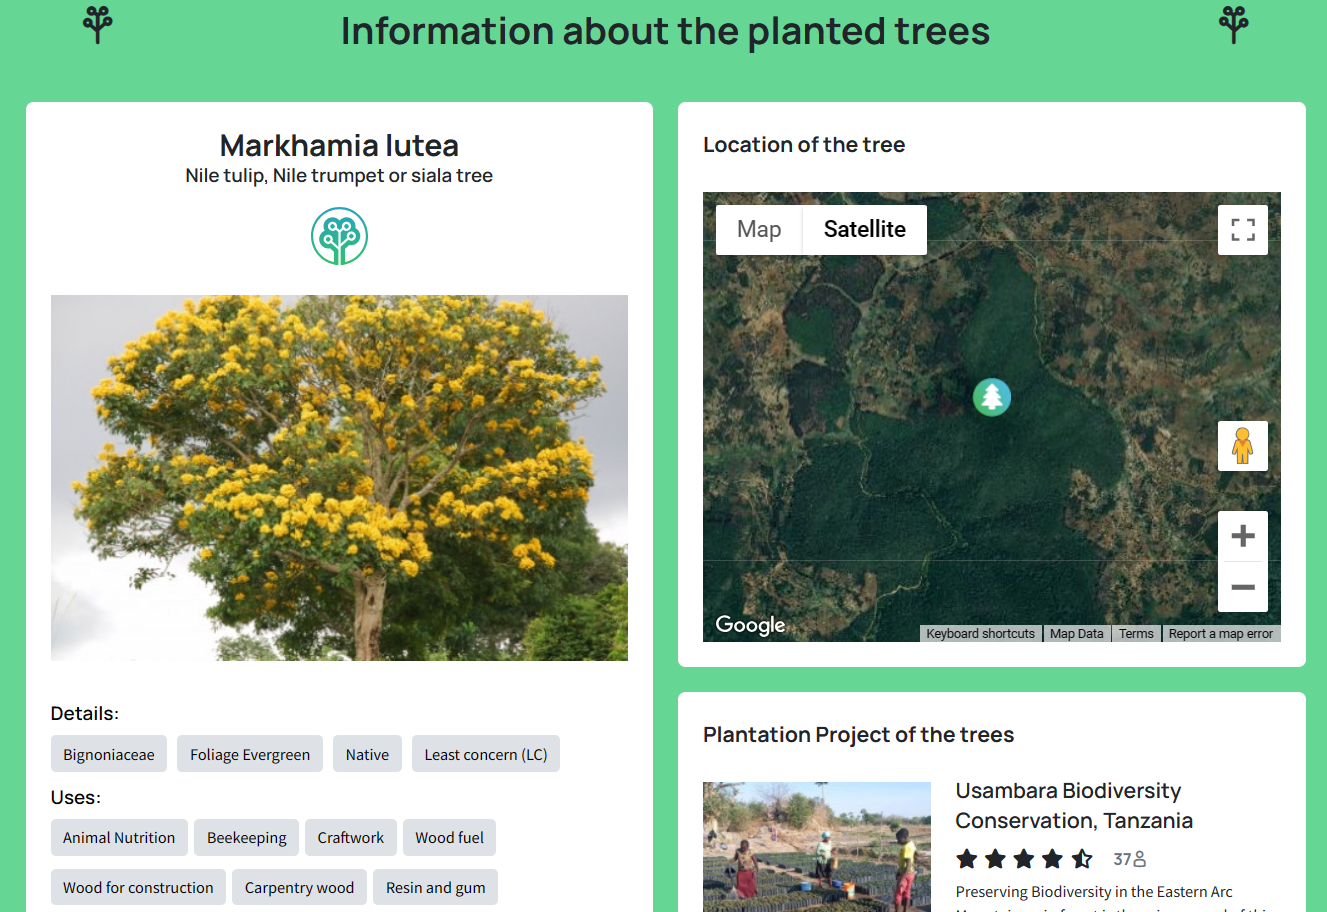 Information about the planted trees
Markhamia lutea
Nile tulip, Nile trumpet or siala tree
Details:
Bignoniaceae
Foliage Evergreen
Native
Least concern (LC)
Uses:
Animal Nutrition
Beekeeping
Craftwork
Wood fuel
Wood for construction
Carpentry wood
Resin and gum
Location of the tree
Map
Satellite
Google
Keyboard shortcuts
Map Data
Terms
Report a map error
Plantation Project of the trees
Usambara Biodiversity
Conservation, Tanzania
37
Preserving Biodiversity in the Eastern Arc